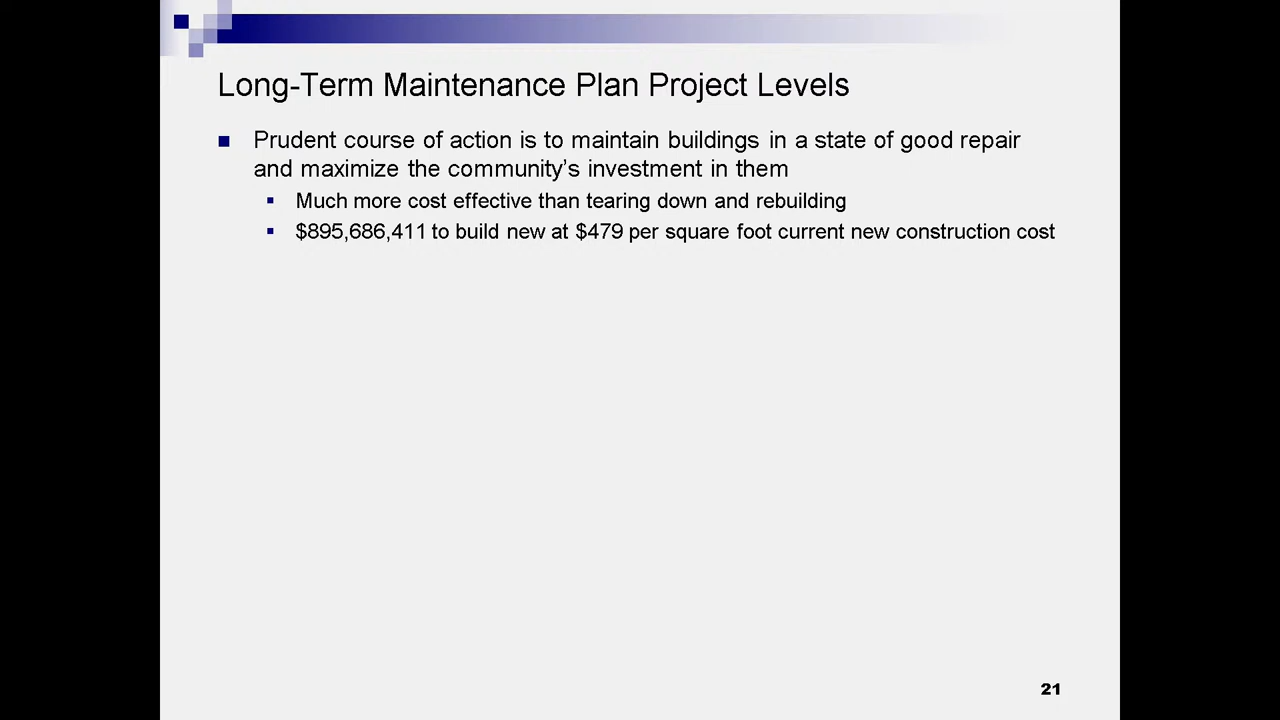 Long-Term Maintenance Plan Project Levels
Prudent course of action is to maintain buildings in a state of good repair
and maximize the community’s investment in them
Much more cost effective than tearing down and rebuilding
$895,686,411 to build new at $479 per square foot current new construction cost
21